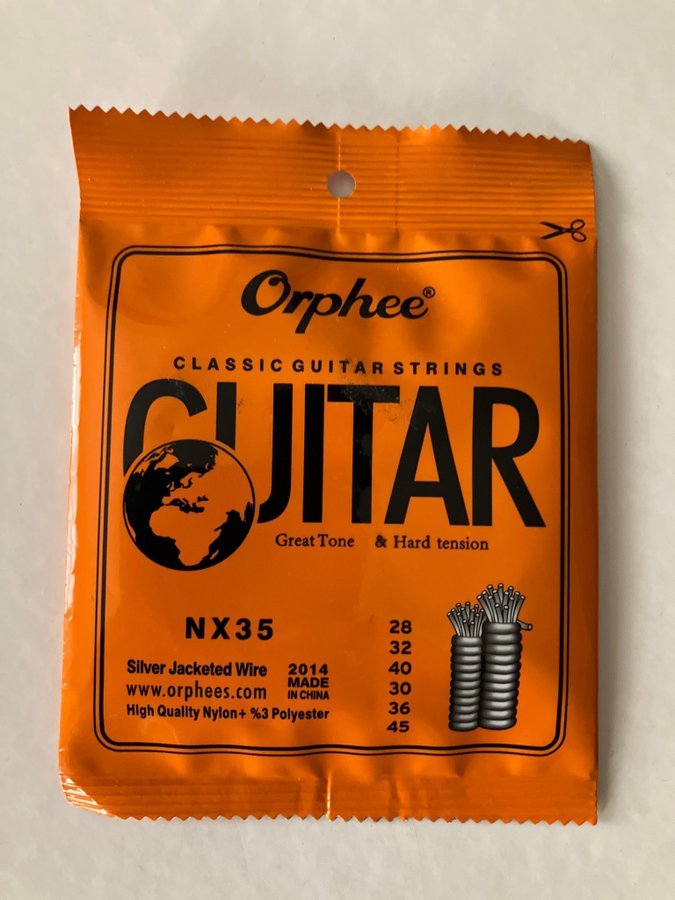 Orphee®
CLASSIC GUITAR STRINGS
GUITAR
Great Tone & Hard tension
NX35
Silver Jacketed Wire
www.orphees.com
High Quality Nylon+ %3 Polyester
2014
MADE
IN CHINA
28
32
40
30
36
45